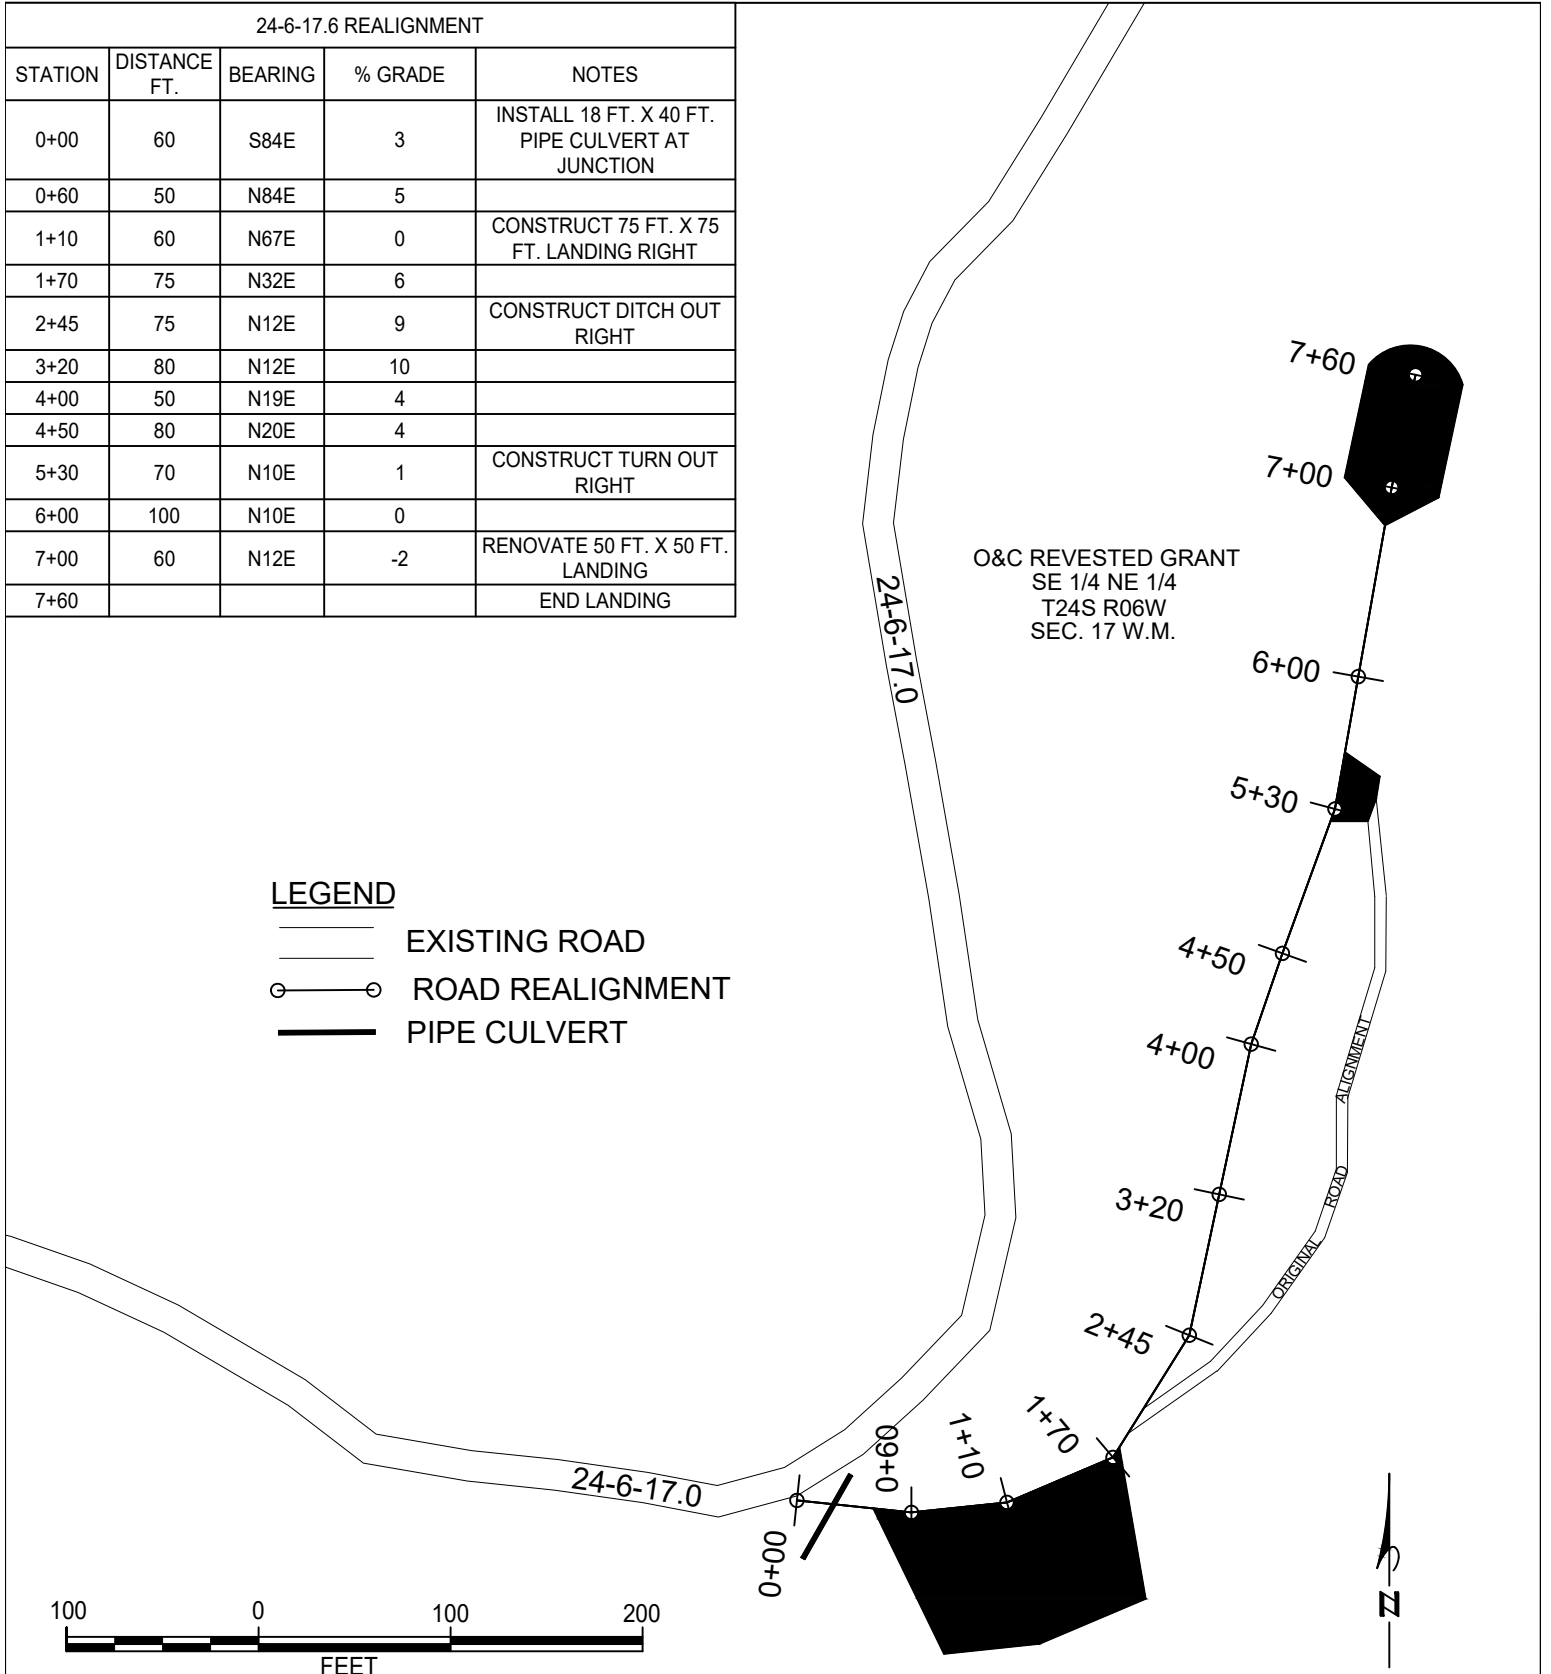 24-6-17.6 REALIGNMENT
STATION DISTANCE FT. BEARING % GRADE NOTES
0+00 60 S84E 3 INSTALL 18 FT. X 40 FT. PIPE CULVERT AT JUNCTION
0+60 50 N84E 5
1+10 60 N67E 0 CONSTRUCT 75 FT. X 75 FT. LANDING RIGHT
1+70 75 N32E 6
2+45 75 N12E 9 CONSTRUCT DITCH OUT RIGHT
3+20 80 N12E 10
4+00 50 N19E 4
4+50 80 N20E 4
5+30 70 N10E 1 CONSTRUCT TURN OUT RIGHT
6+00 100 N10E 0
7+00 60 N12E -2 RENOVATE 50 FT. X 50 FT. LANDING
7+60 END LANDING
7+60
7+00
O&C REVESTED GRANT
SE 1/4 NE 1/4
T24S R06W
SEC. 17 W.M.
24-6-17.0
6+00
5+30
LEGEND
EXISTING ROAD
ROAD REALIGNMENT
PIPE CULVERT
4+50
4+00
3+20
2+45
1+70
1+10
0+60
0+00
ORIGINAL ROAD ALIGNMENT
24-6-17.0
100 0 100 200
FEET
N